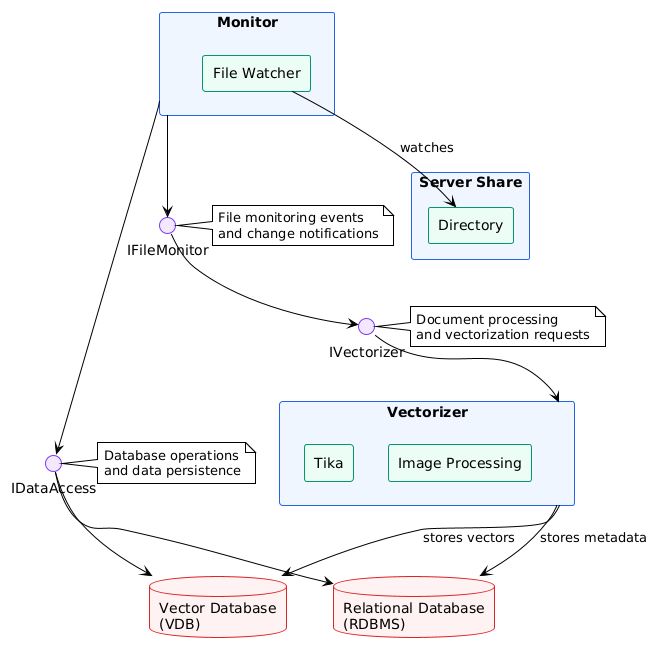 Monitor
File Watcher
watches
Server Share
Directory
File monitoring events
and change notifications
IFileMonitor
Document processing
and vectorization requests
IVectorizer
Vectorizer
Tika
Image Processing
Database operations
and data persistence
IDataAccess
stores vectors
stores metadata
Vector Database
(VDB)
Relational Database
(RDBMS)